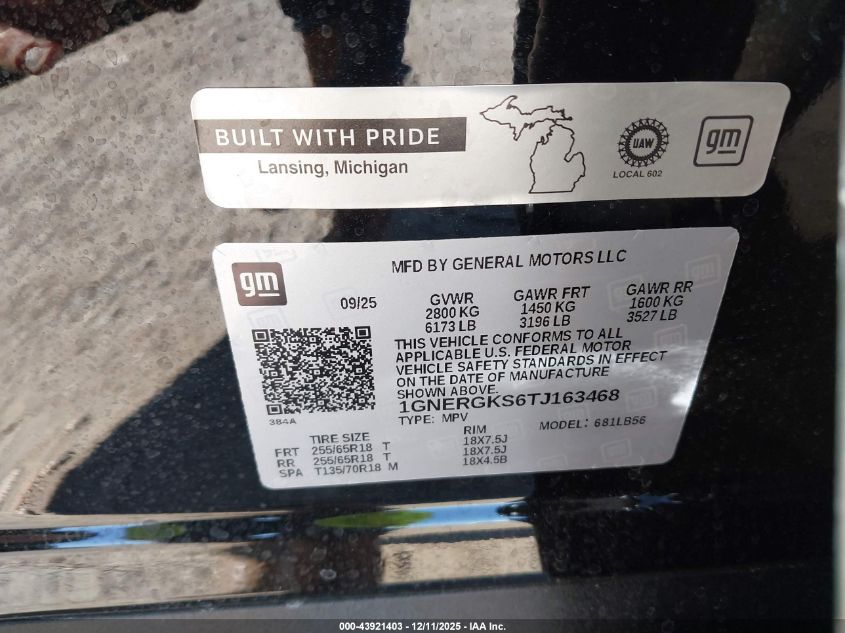 BUILT WITH PRIDE
Lansing, Michigan
UAW
LOCAL 602
gm
gm
MFD BY GENERAL MOTORS LLC
09/25
GVWR
2800 KG
6173 LB
GAWR FRT
1450 KG
3196 LB
GAWR RR
1600 KG
3527 LB
THIS VEHICLE CONFORMS TO ALL
APPLICABLE U.S. FEDERAL MOTOR
VEHICLE SAFETY STANDARDS IN EFFECT
ON THE DATE OF MANUFACTURE
SHOWN ABOVE.
1GNERGKS6TJ163468
TYPE: MPV
MODEL: 681LB56
384A
TIRE SIZE
RIM
FRT 255/65R18 T 18X7.5J
RR 255/65R18 T 18X7.5J
SPA T135/70R18 M 18X4.5B
000-43921403 - 12/11/2025 - IAA Inc.